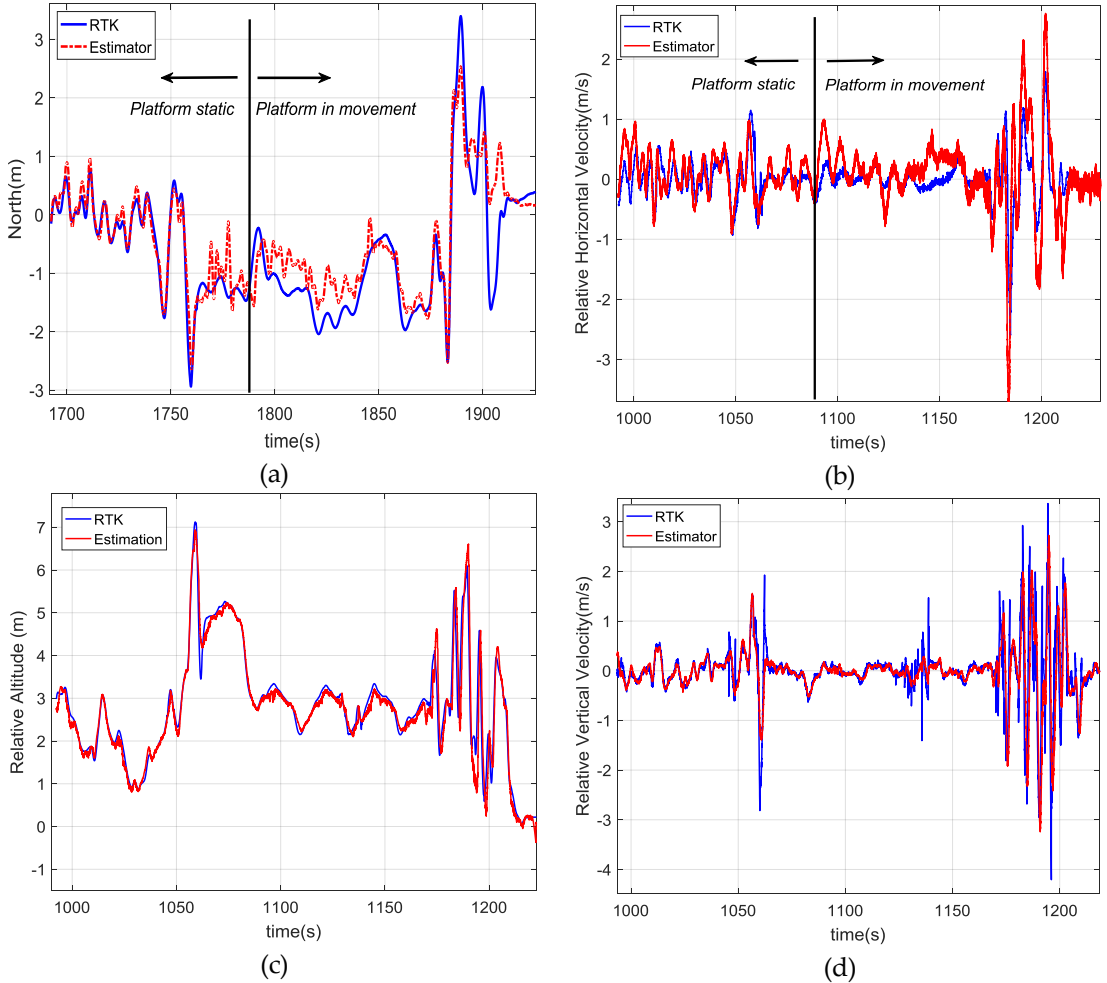 RTK
Estimator
Platform static
Platform in movement
North(m)
3
2
1
0
-1
-2
-3
1700
1750
1800
1850
1900
time(s)
(a)
RTK
Estimator
Platform static
Platform in movement
Relative Horizontal Velocity(m/s)
2
1
0
-1
-2
-3
1000
1050
1100
1150
1200
time(s)
(b)
RTK
Estimation
Relative Altitude (m)
7
6
5
4
3
2
1
0
-1
1000
1050
1100
1150
1200
time(s)
(c)
RTK
Estimator
Relative Vertical Velocity(m/s)
3
2
1
0
-1
-2
-3
-4
1000
1050
1100
1150
1200
time(s)
(d)